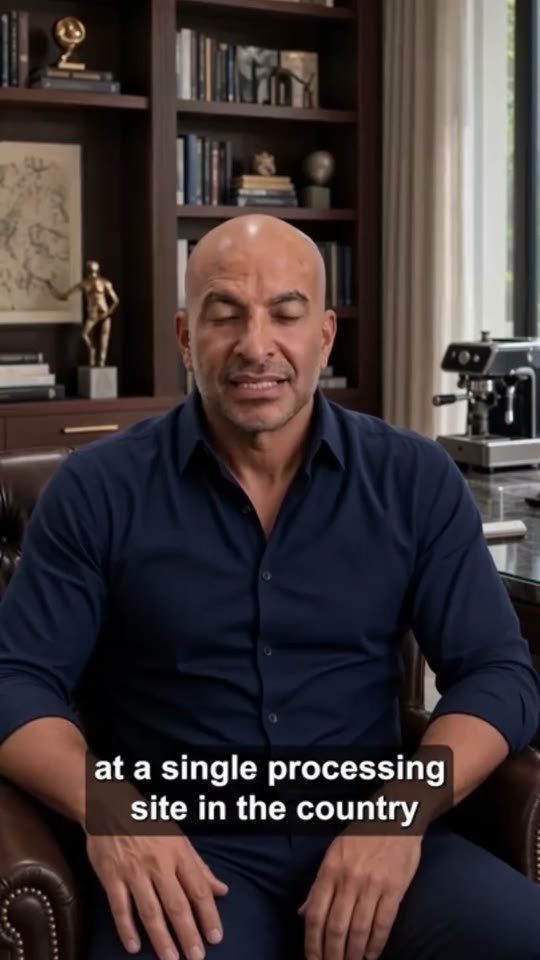 at a single processing
site in the country